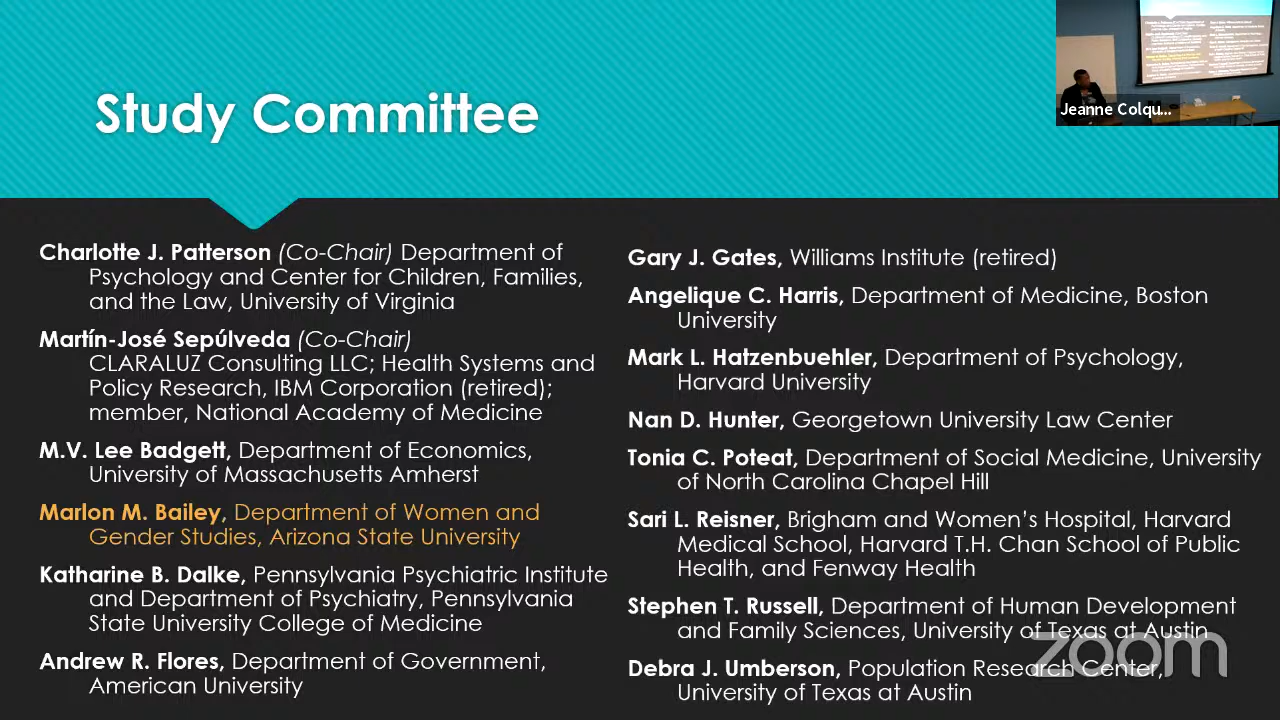 Study Committee
Jeanne Colqu...
Charlotte J. Patterson (Co-Chair) Department of
Psychology and Center for Children, Families,
and the Law, University of Virginia
Martín-José Sepúlveda (Co-Chair)
CLARALUZ Consulting LLC; Health Systems and
Policy Research, IBM Corporation (retired);
member, National Academy of Medicine
M.V. Lee Badgett, Department of Economics,
University of Massachusetts Amherst
Marlon M. Bailey, Department of Women and
Gender Studies, Arizona State University
Katharine B. Dalke, Pennsylvania Psychiatric Institute
and Department of Psychiatry, Pennsylvania
State University College of Medicine
Andrew R. Flores, Department of Government,
American University
Gary J. Gates, Williams Institute (retired)
Angelique C. Harris, Department of Medicine, Boston
University
Mark L. Hatzenbuehler, Department of Psychology,
Harvard University
Nan D. Hunter, Georgetown University Law Center
Tonia C. Poteat, Department of Social Medicine, University
of North Carolina Chapel Hill
Sari L. Reisner, Brigham and Women's Hospital, Harvard
Medical School, Harvard T.H. Chan School of Public
Health, and Fenway Health
Stephen T. Russell, Department of Human Development
and Family Sciences, University of Texas at Austin
Debra J. Umberson, Population Research Center,
University of Texas at Austin
zoom